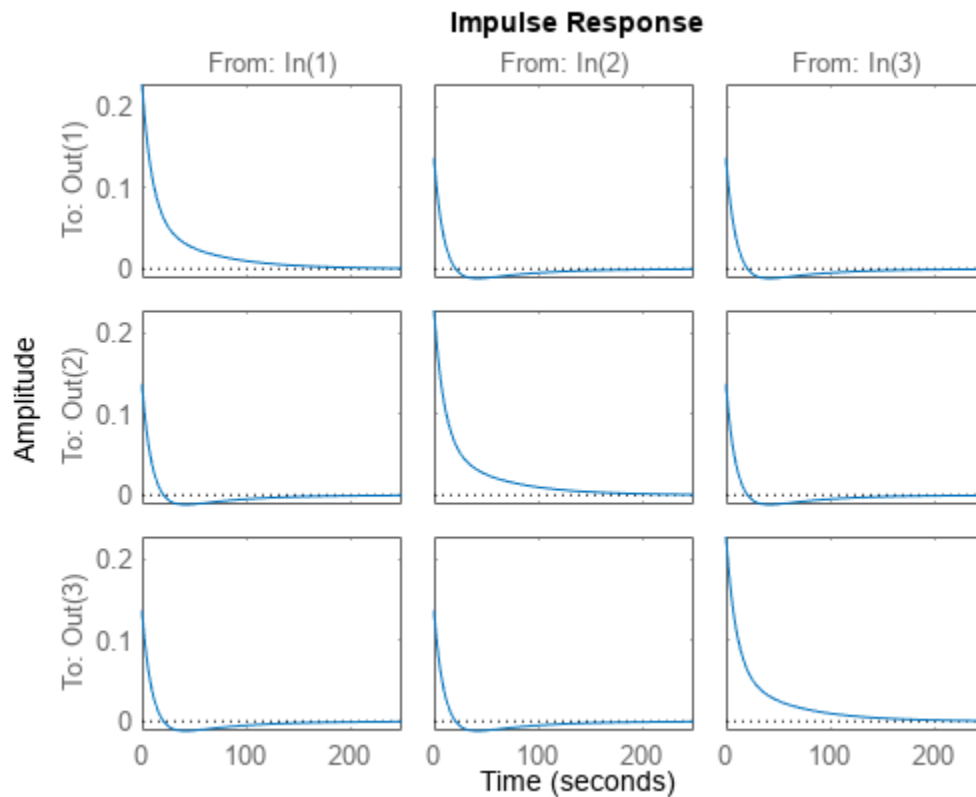 Impulse Response
From: In(1) From: In(2) From: In(3)
Amplitude
To: Out(1)
0.2
0.1
0
To: Out(2)
0.2
0.1
0
To: Out(3)
0.2
0.1
0
0 100 200 0 100 200 0 100 200
Time (seconds)